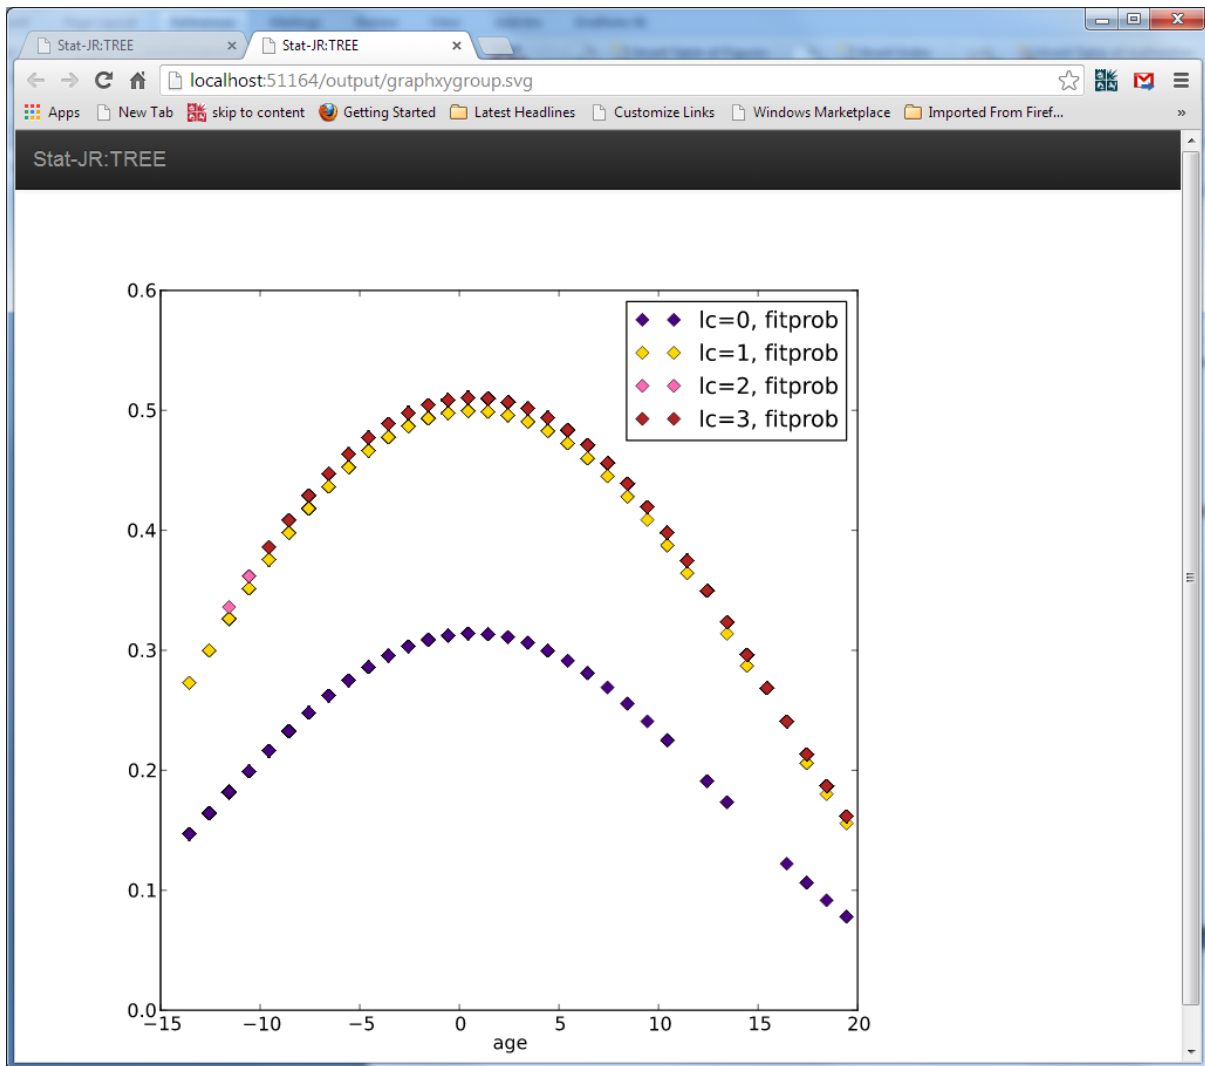 Stat-JR:TREE
Stat-JR:TREE
localhost:51164/output/graphxygroup.svg
Apps New Tab skip to content Getting Started Latest Headlines Customize Links Windows Marketplace Imported From Firef... »
Stat-JR:TREE
lc=0, fitprob
lc=1, fitprob
lc=2, fitprob
lc=3, fitprob
0.6
0.5
0.4
0.3
0.2
0.1
0.0
−15 −10 −5 0 5 10 15 20
age